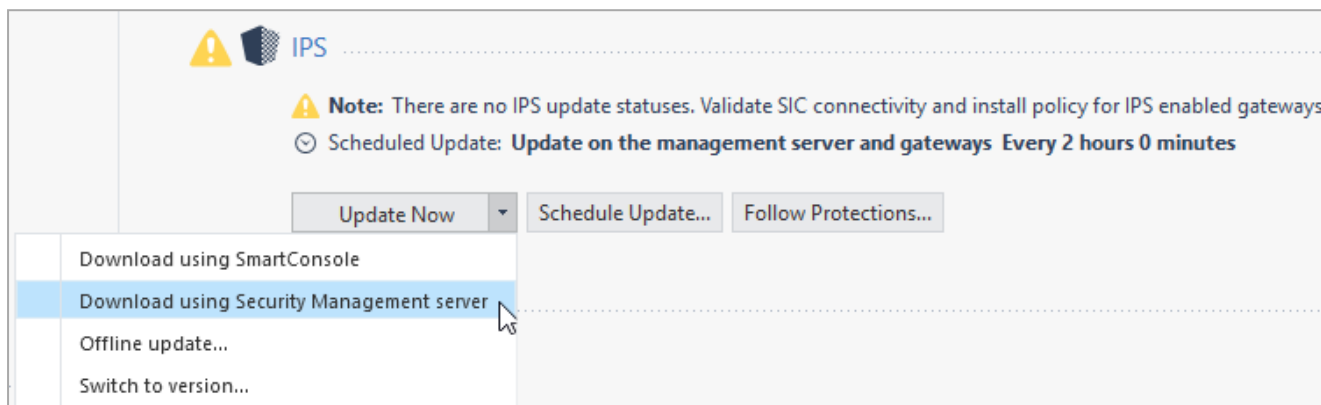 IPS
Note: There are no IPS update statuses. Validate SIC connectivity and install policy for IPS enabled gateways
Scheduled Update: Update on the management server and gateways Every 2 hours 0 minutes
Update Now Schedule Update... Follow Protections...
Download using SmartConsole
Download using Security Management server
Offline update...
Switch to version...